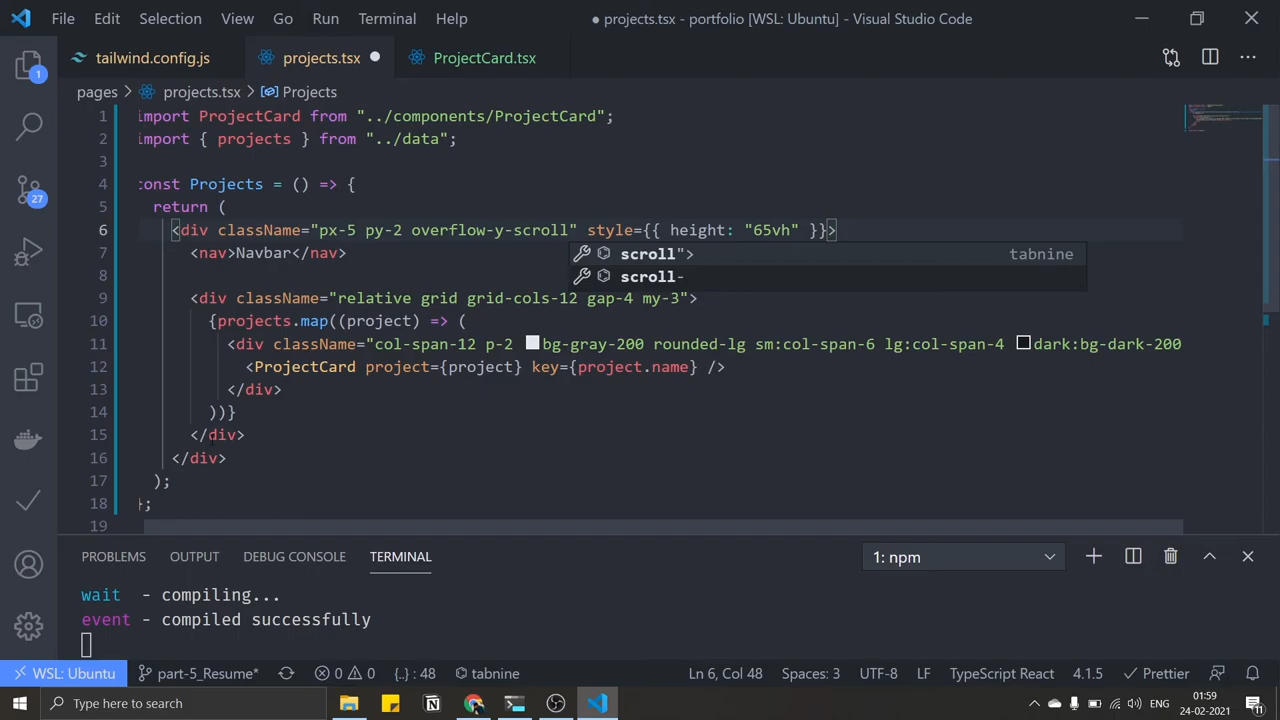 File Edit Selection View Go Run Terminal Help ● projects.tsx - portfolio [WSL: Ubuntu] - Visual Studio Code
tailwind.config.js projects.tsx ProjectCard.tsx
1
pages > projects.tsx > Projects
1 import ProjectCard from "../components/ProjectCard";
2 import { projects } from "../data";
3
4 const Projects = () => {
5 return (
6 <div className="px-5 py-2 overflow-y-scroll" style={{ height: "65vh" }}>
7 <nav>Navbar</nav>
scroll"> tabnine
scroll-
9 <div className="relative grid grid-cols-12 gap-4 my-3">
10 {projects.map((project) => (
11 <div className="col-span-12 p-2 bg-gray-200 rounded-lg sm:col-span-6 lg:col-span-4 dark:bg-dark-200
12 <ProjectCard project={project} key={project.name} />
13 </div>
14 ))}
15 </div>
16 </div>
17 );
18 };
19
27
PROBLEMS OUTPUT DEBUG CONSOLE TERMINAL 1: npm
wait - compiling...
event - compiled successfully
WSL: Ubuntu part-5_Resume* 0 0 {..} : 48 tabnine Ln 6, Col 48 Spaces: 3 UTF-8 LF TypeScript React 4.1.5 Prettier
Type here to search ENG 01:59
24-02-2021 11